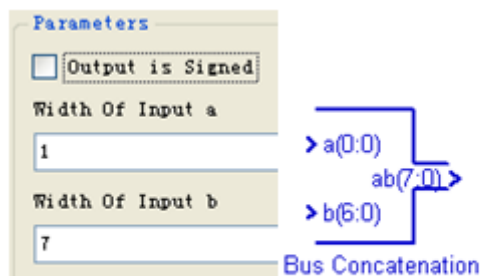 Parameters
Output is Signed
Width Of Input a
1
Width Of Input b
7
a(0:0)
ab(7:0)
b(6:0)
Bus Concatenation